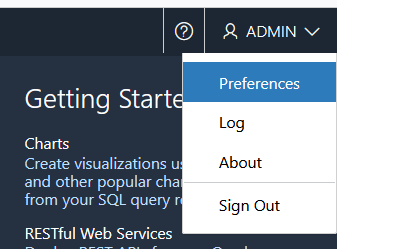 ADMIN
Preferences
Getting Starte
Log
Charts
Create visualizations us
About
and other popular char
from your SQL query re
Sign Out
RESTful Web Services